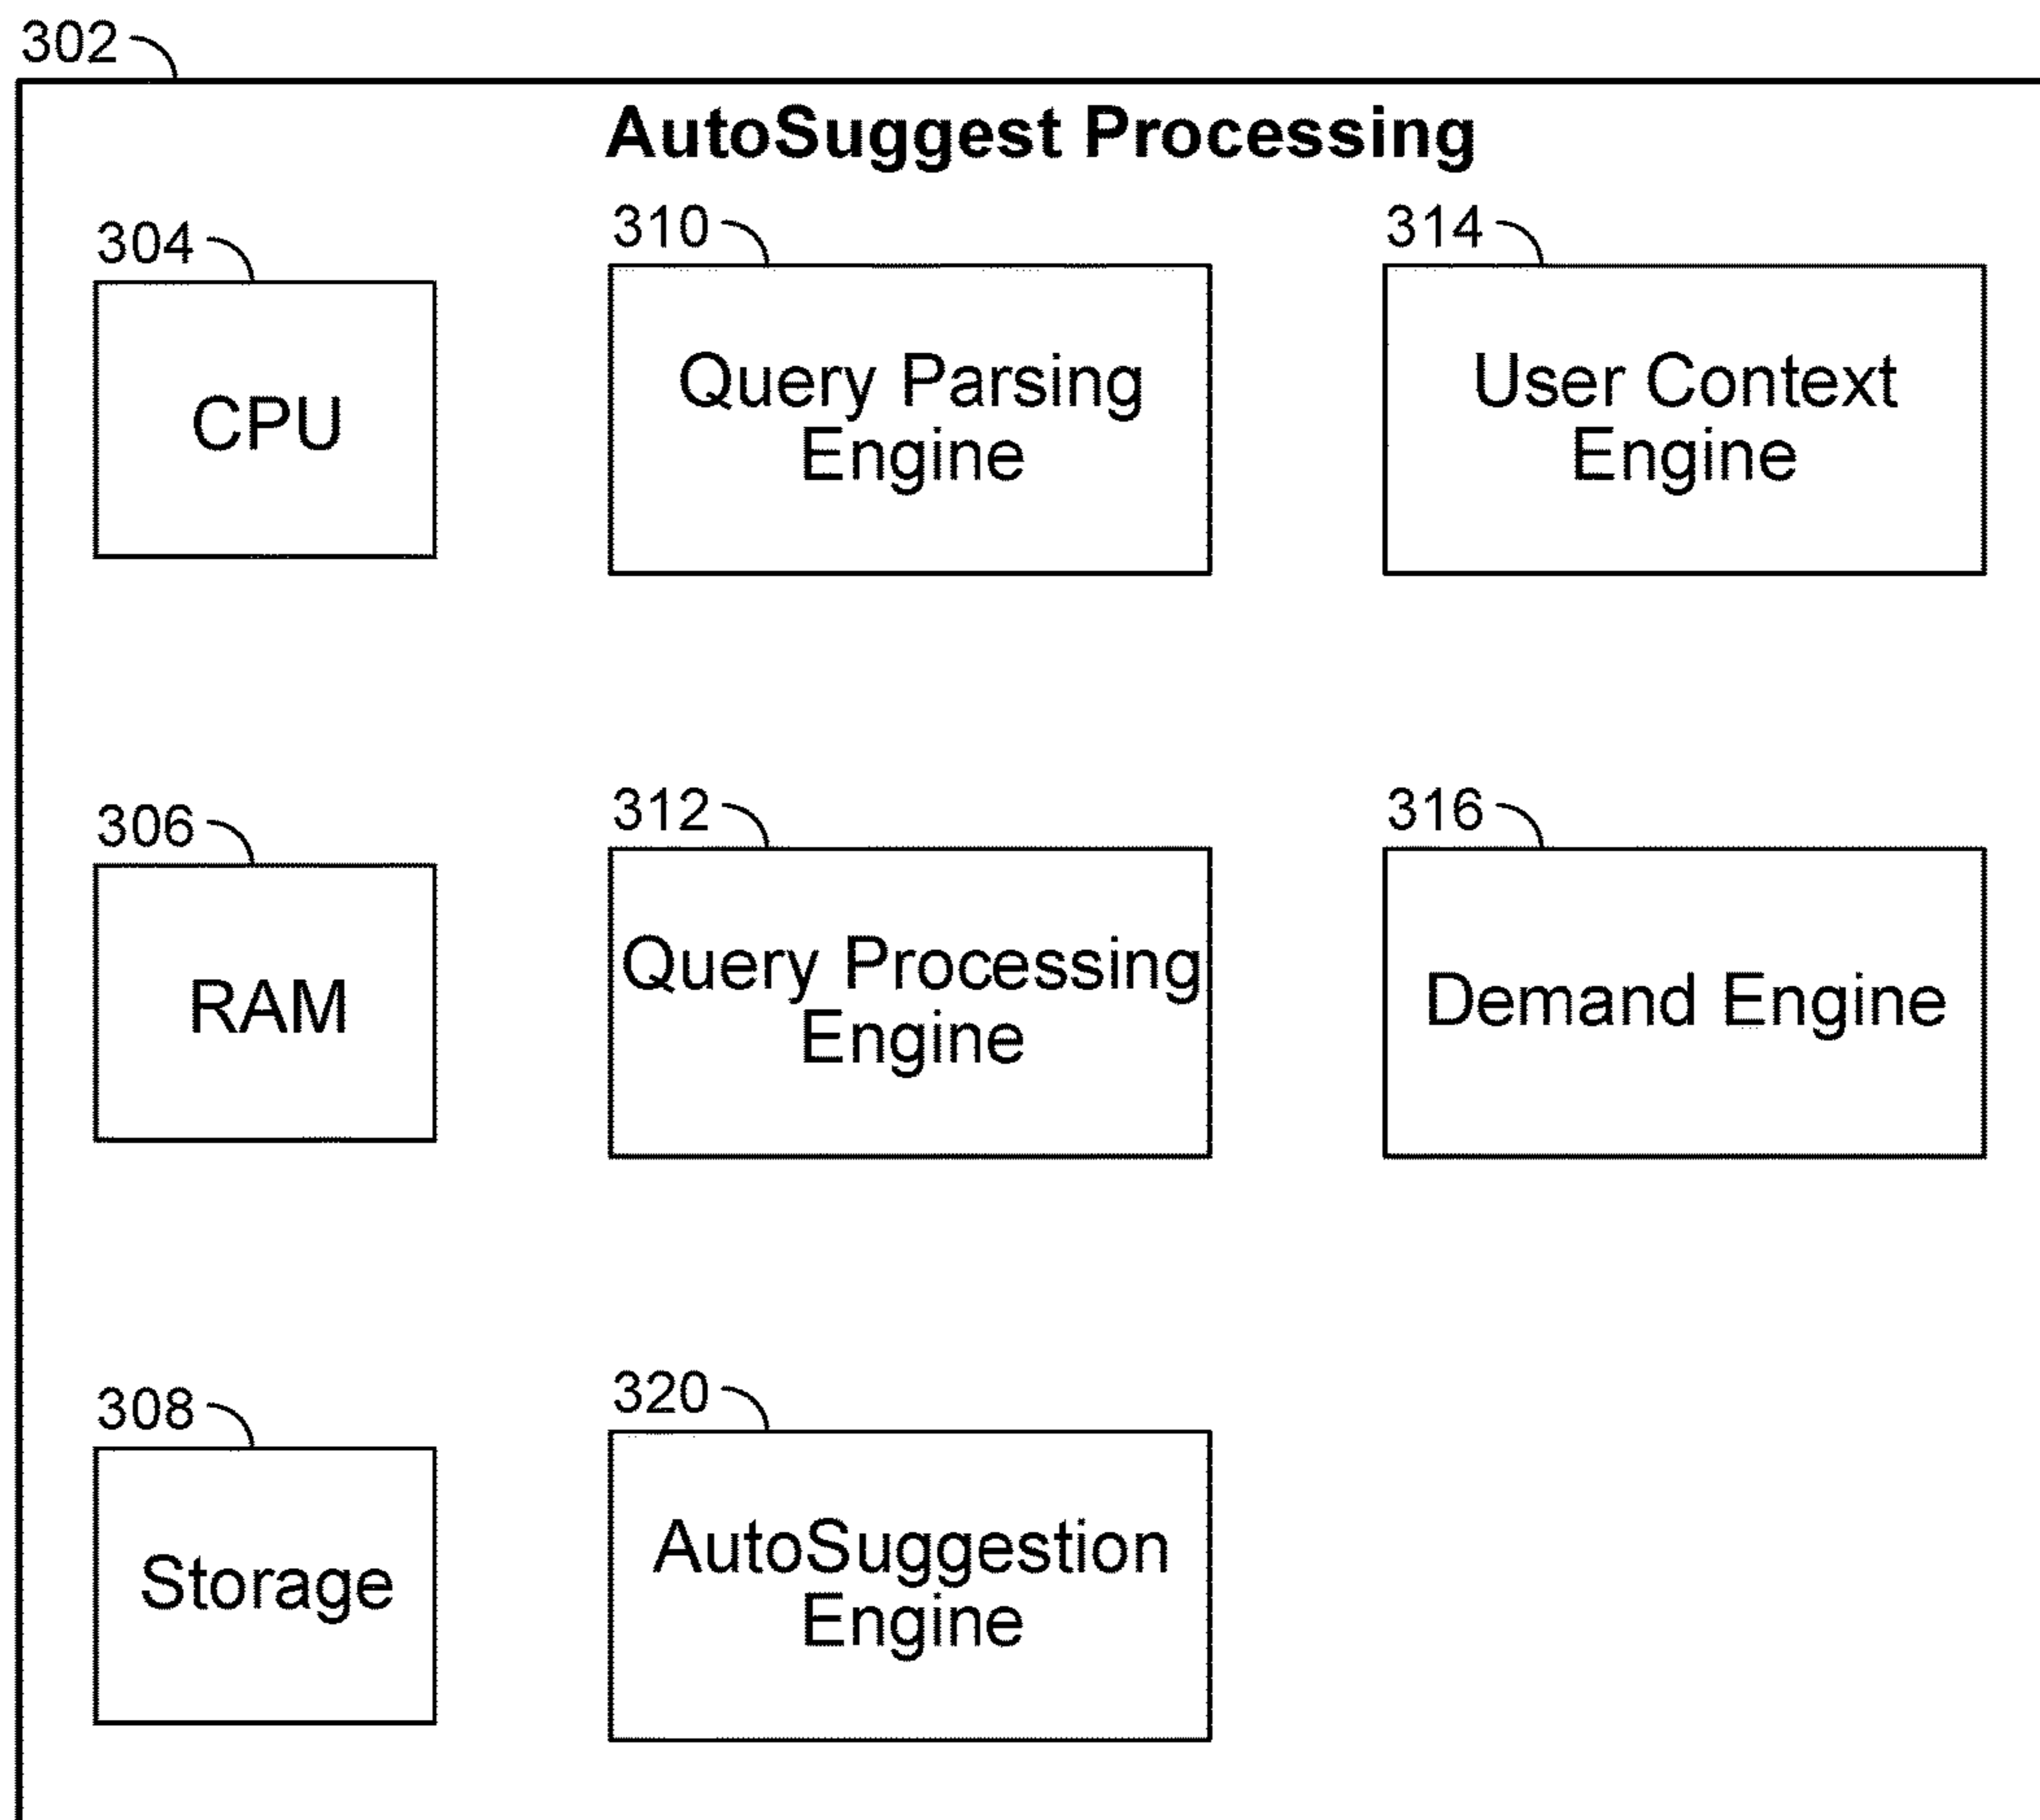 302
AutoSuggest Processing
304
CPU
310
Query Parsing
Engine
314
User Context
Engine
306
RAM
312
Query Processing
Engine
316
Demand Engine
308
Storage
320
AutoSuggestion
Engine